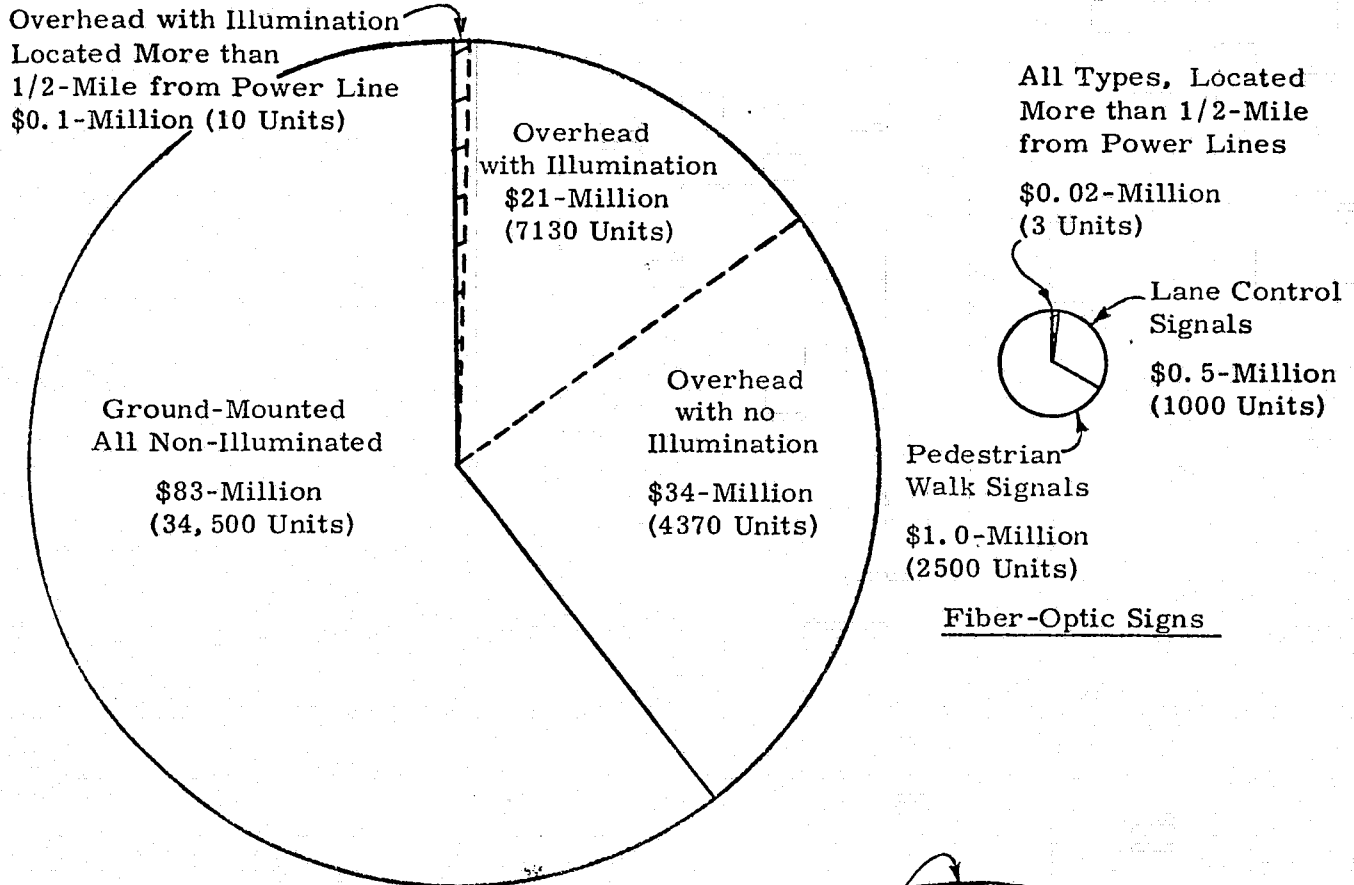 Overhead with Illumination
Located More than
1/2-Mile from Power Line
$0.1-Million (10 Units)
Overhead
with Illumination
$21-Million
(7130 Units)
Overhead
with no
Illumination
$34-Million
(4370 Units)
Ground-Mounted
All Non-Illuminated
$83-Million
(34,500 Units)
All Types, Located
More than 1/2-Mile
from Power Lines
$0.02-Million
(3 Units)
Lane Control
Signals
$0.5-Million
(1000 Units)
Pedestrian
Walk Signals
$1.0-Million
(2500 Units)
Fiber-Optic Signs